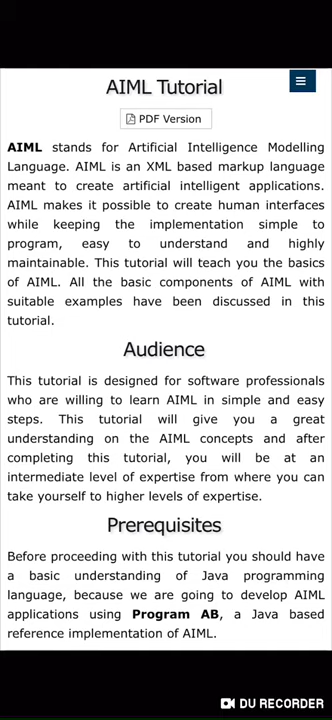 AIML Tutorial
PDF Version
AIML stands for Artificial Intelligence Modelling
Language. AIML is an XML based markup language
meant to create artificial intelligent applications.
AIML makes it possible to create human interfaces
while keeping the implementation simple to
program, easy to understand and highly
maintainable. This tutorial will teach you the basics
of AIML. All the basic components of AIML with
suitable examples have been discussed in this
tutorial.
Audience
This tutorial is designed for software professionals
who are willing to learn AIML in simple and easy
steps. This tutorial will give you a great
understanding on the AIML concepts and after
completing this tutorial, you will be at an
intermediate level of expertise from where you can
take yourself to higher levels of expertise.
Prerequisites
Before proceeding with this tutorial you should have
a basic understanding of Java programming
language, because we are going to develop AIML
applications using Program AB, a Java based
reference implementation of AIML.
DU RECORDER